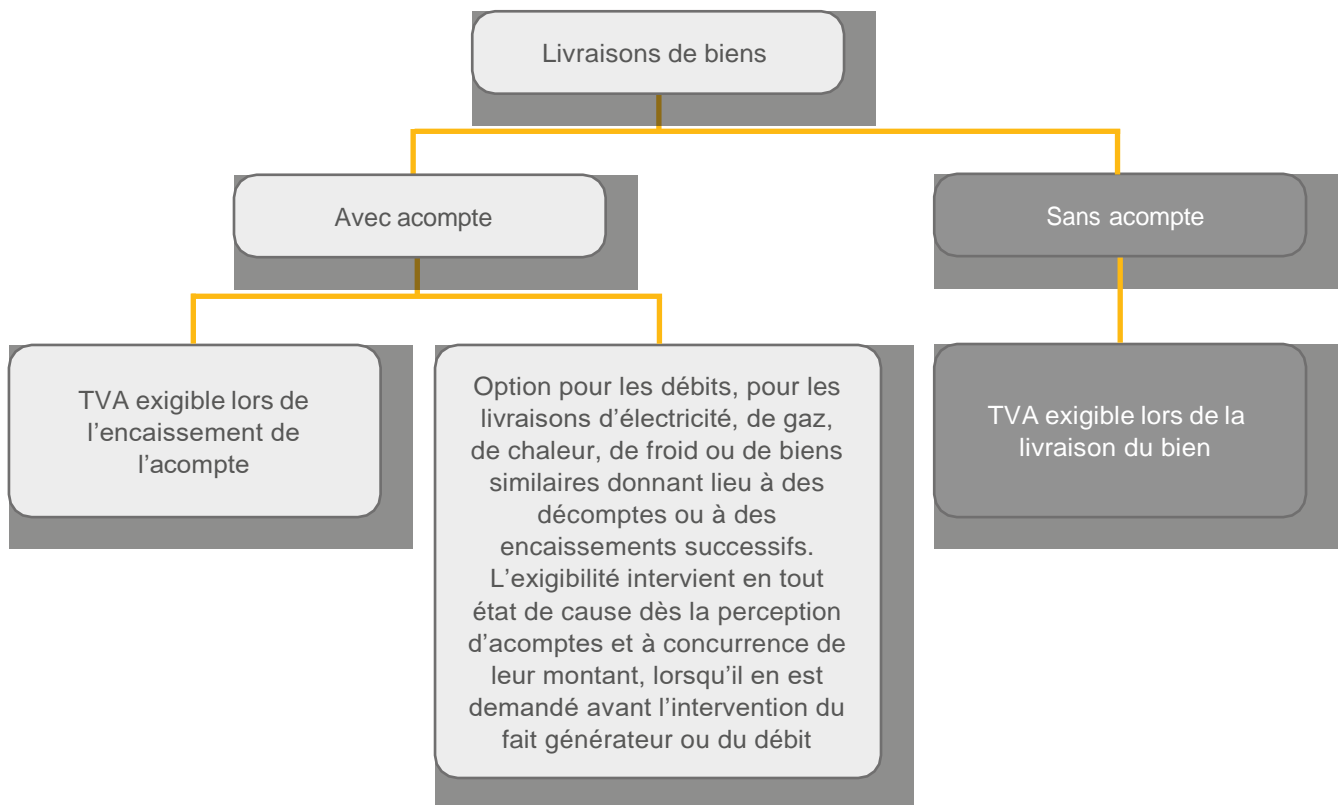 Livraisons de biens
Avec acompte
Sans acompte
TVA exigible lors de
l’encaissement de
l’acompte
Option pour les débits, pour les
livraisons d’électricité, de gaz,
de chaleur, de froid ou de biens
similaires donnant lieu à des
décomptes ou à des
encaissements successifs.
L’exigibilité intervient en tout
état de cause dès la perception
d’acomptes et à concurrence de
leur montant, lorsqu’il en est
demandé avant l’intervention du
fait générateur ou du débit
TVA exigible lors de la
livraison du bien